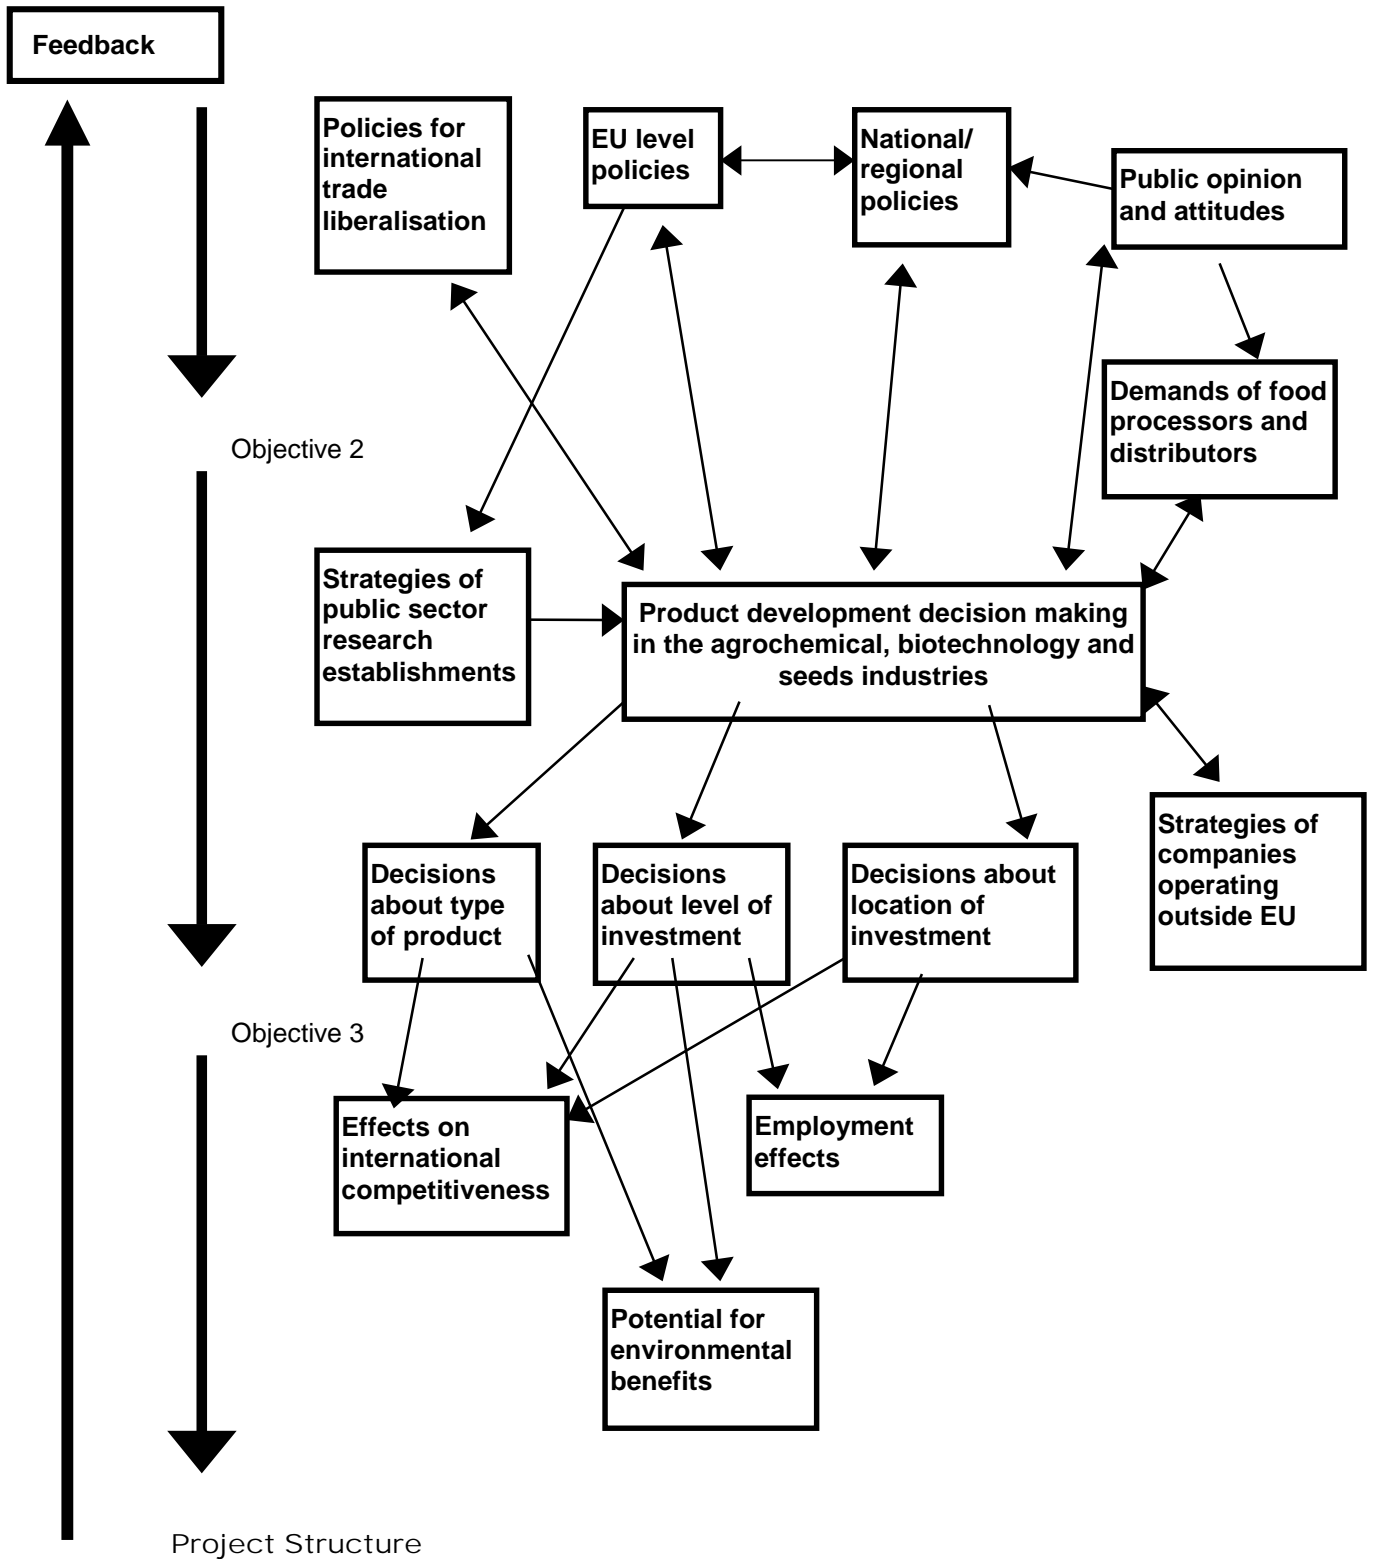 Feedback
Policies for
international
trade
liberalisation
EU level
policies
National/
regional
policies
Public opinion
and attitudes
Demands of food
processors and
distributors
Objective 2
Strategies of
public sector
research
establishments
Product development decision making
in the agrochemical, biotechnology and
seeds industries
Strategies of
companies
operating
outside EU
Decisions
about type
of product
Decisions
about level of
investment
Decisions about
location of
investment
Objective 3
Effects on
international
competitiveness
Employment
effects
Potential for
environmental
benefits
Project Structure